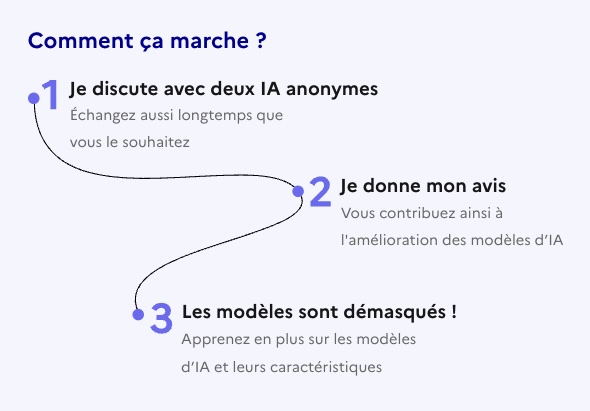 Comment ça marche ?
1 Je discute avec deux IA anonymes
Échangez aussi longtemps que
vous le souhaitez
2 Je donne mon avis
Vous contribuez ainsi à
l'amélioration des modèles d’IA
3 Les modèles sont démasqués !
Apprenez en plus sur les modèles
d’IA et leurs caractéristiques